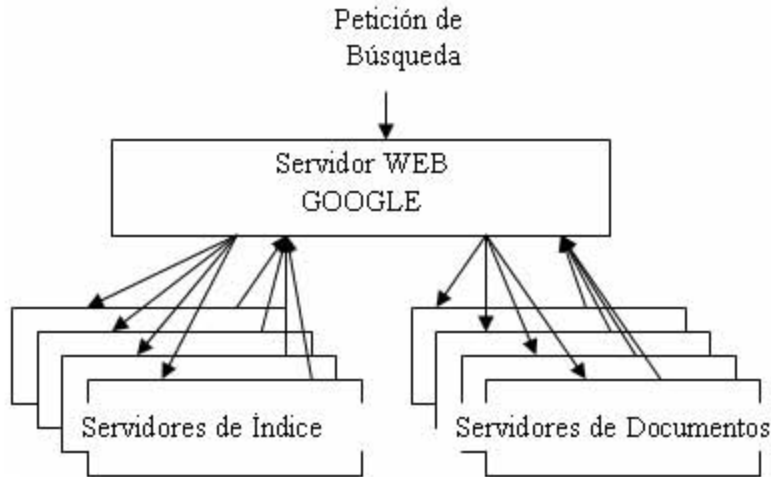 Petición de
Búsqueda
Servidor WEB
GOOGLE
Servidores de Índice
Servidores de Documentos